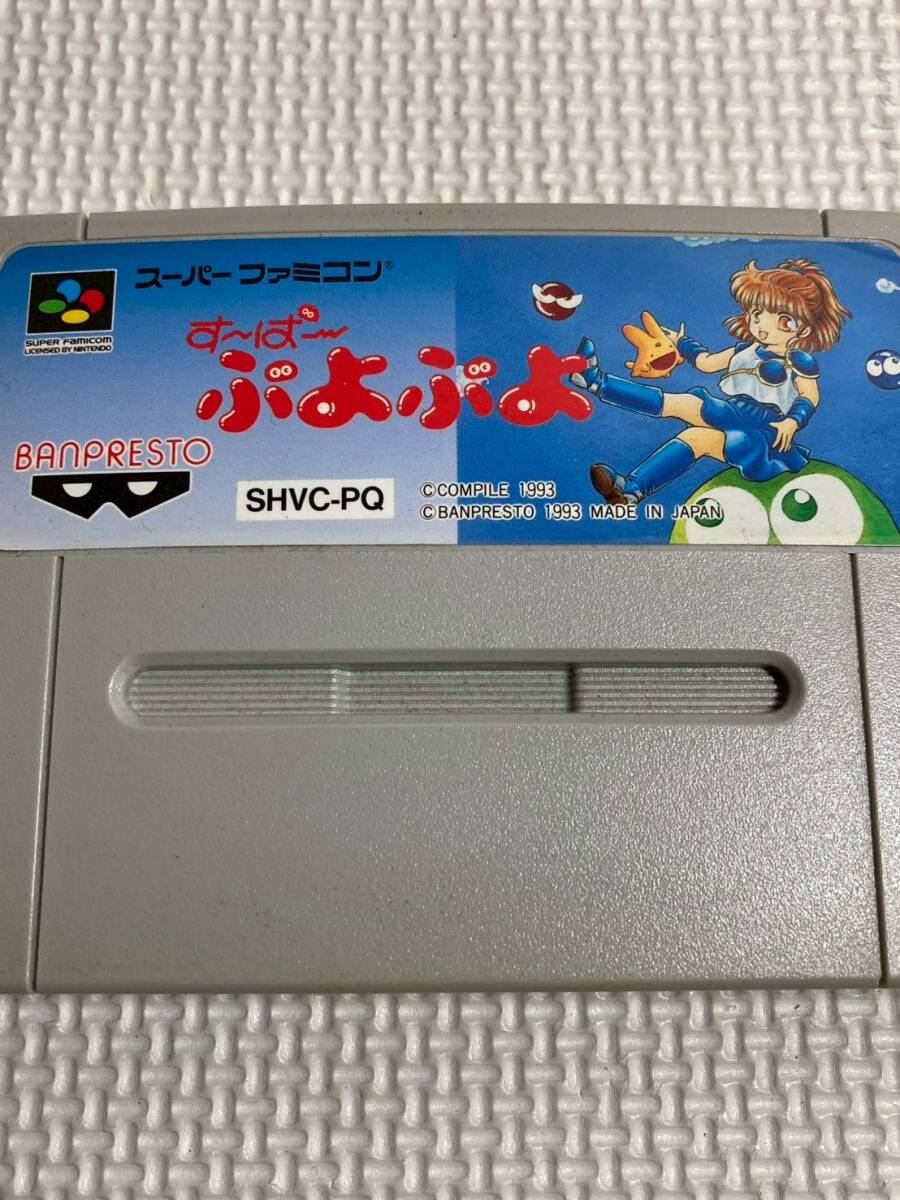 スーパーファミコン®
SUPER FAMICOM
LICENSED BY NINTENDO
す〜ぱ〜
ぷよぷよ
BANPRESTO
SHVC-PQ
©COMPILE 1993
©BANPRESTO 1993 MADE IN JAPAN